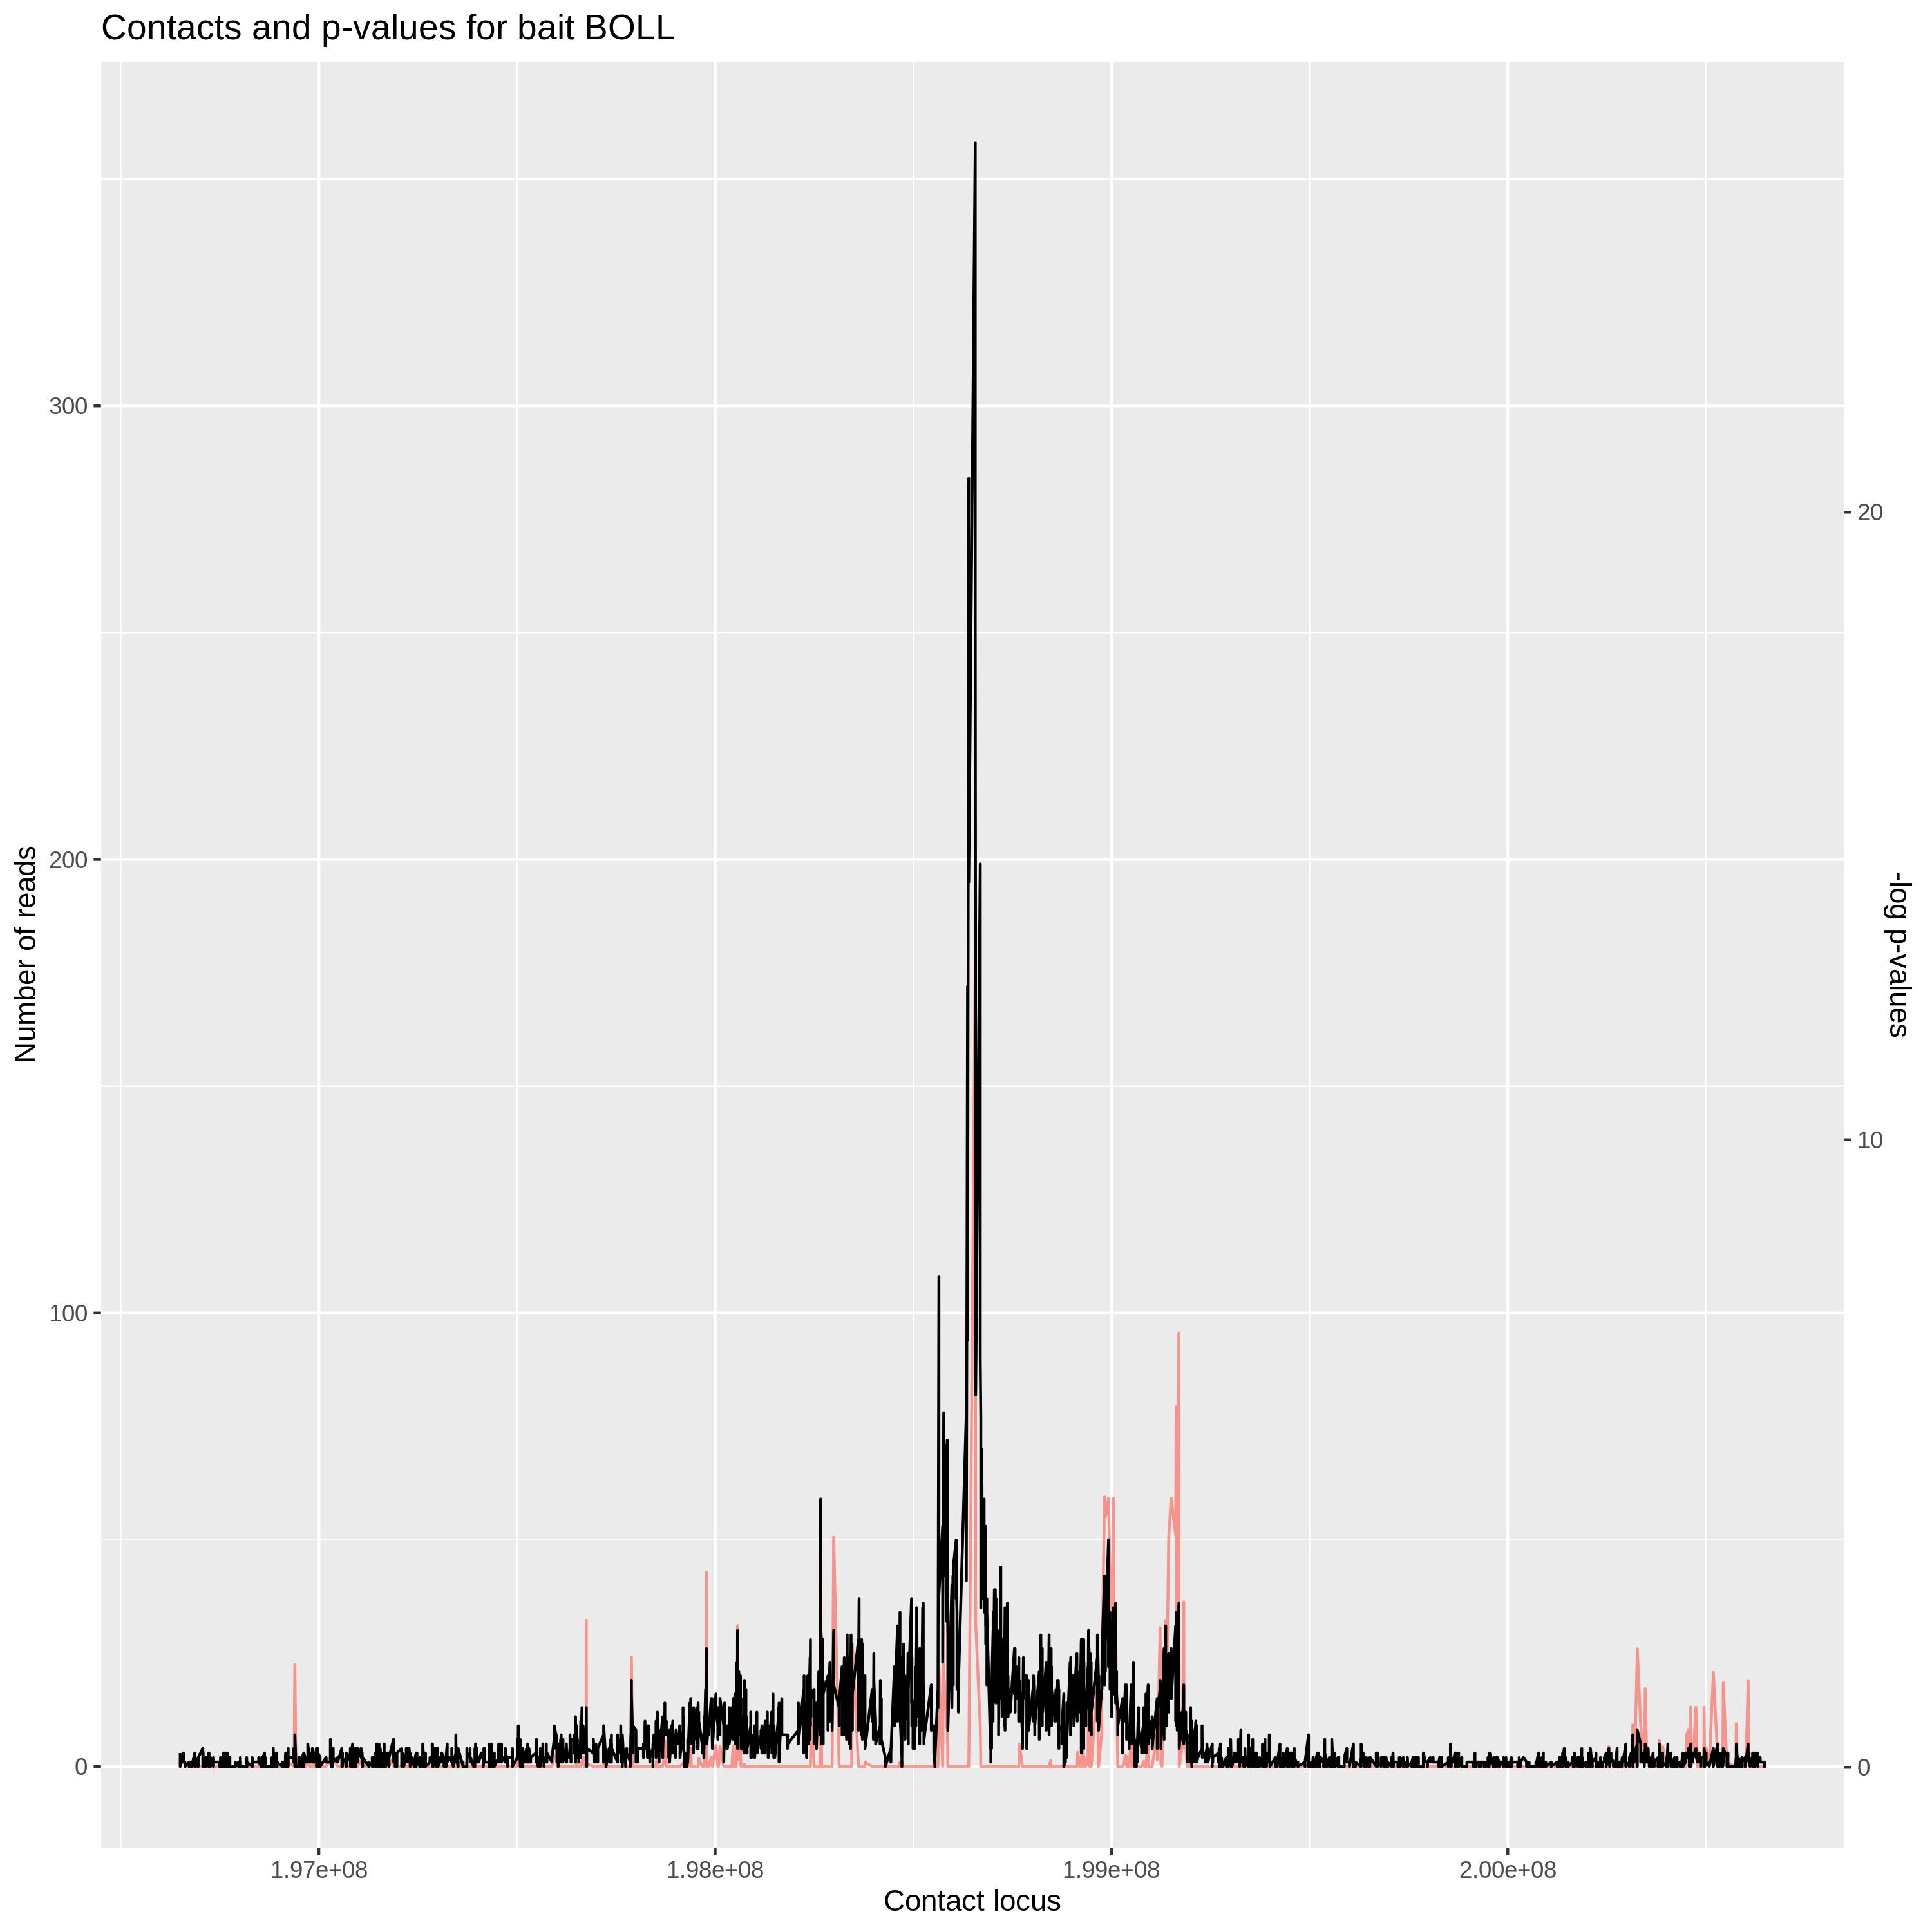 Contacts and p-values for bait BOLL
300
200
100
0
Number of reads
20
10
0
-log p-values
1.97e+08
1.98e+08
1.99e+08
2.00e+08
Contact locus